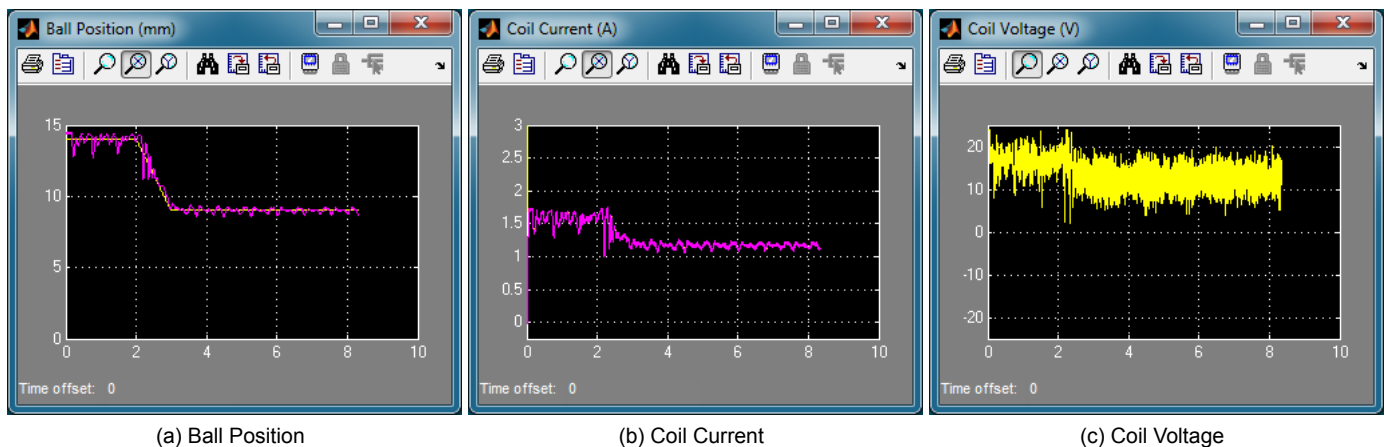 Ball Position (mm)
15
10
5
0
0 2 4 6 8 10
Time offset: 0
(a) Ball Position
Coil Current (A)
3
2.5
2
1.5
1
0.5
0
0 2 4 6 8 10
Time offset: 0
(b) Coil Current
Coil Voltage (V)
20
10
0
-10
-20
0 2 4 6 8 10
Time offset: 0
(c) Coil Voltage